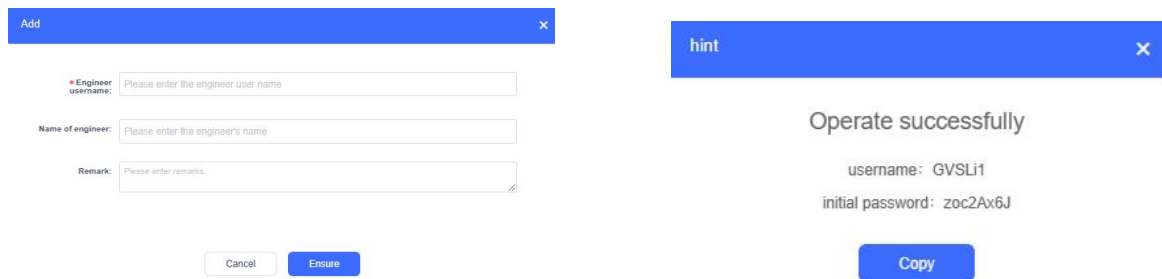 Add ×
* Engineer
username:
Please enter the engineer user name
Name of engineer:
Please enter the engineer's name
Remark:
Please enter remarks.
Cancel
Ensure
hint ×
Operate successfully
username：GVSLi1
initial password：zoc2Ax6J
Copy